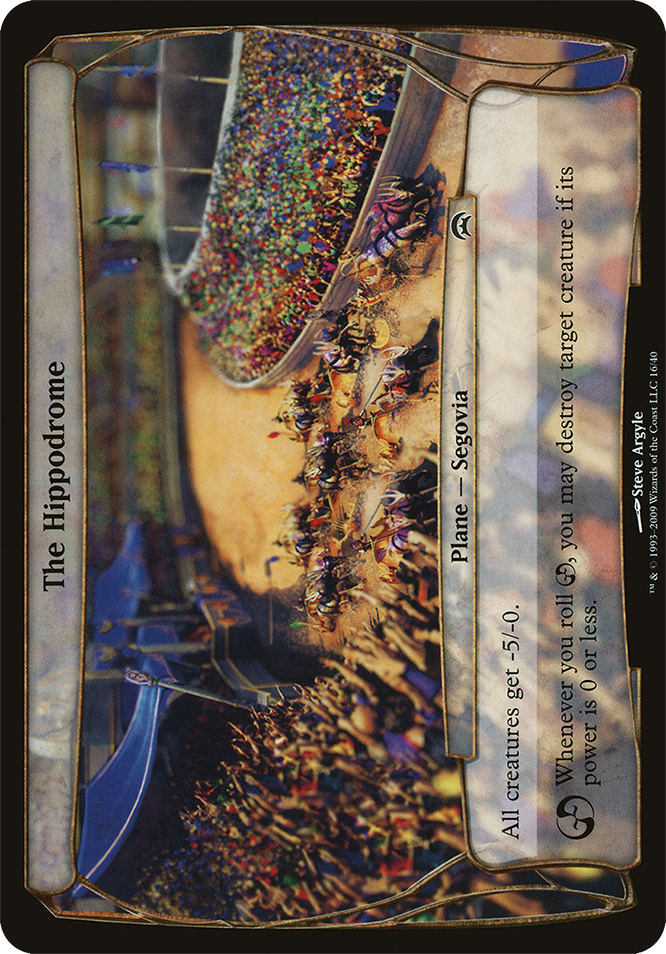 The Hippodrome
Plane — Segovia
All creatures get -5/-0.
Whenever you roll , you may destroy target creature if its
power is 0 or less.
Steve Argyle
™ & © 1993–2009 Wizards of the Coast LLC 16/40